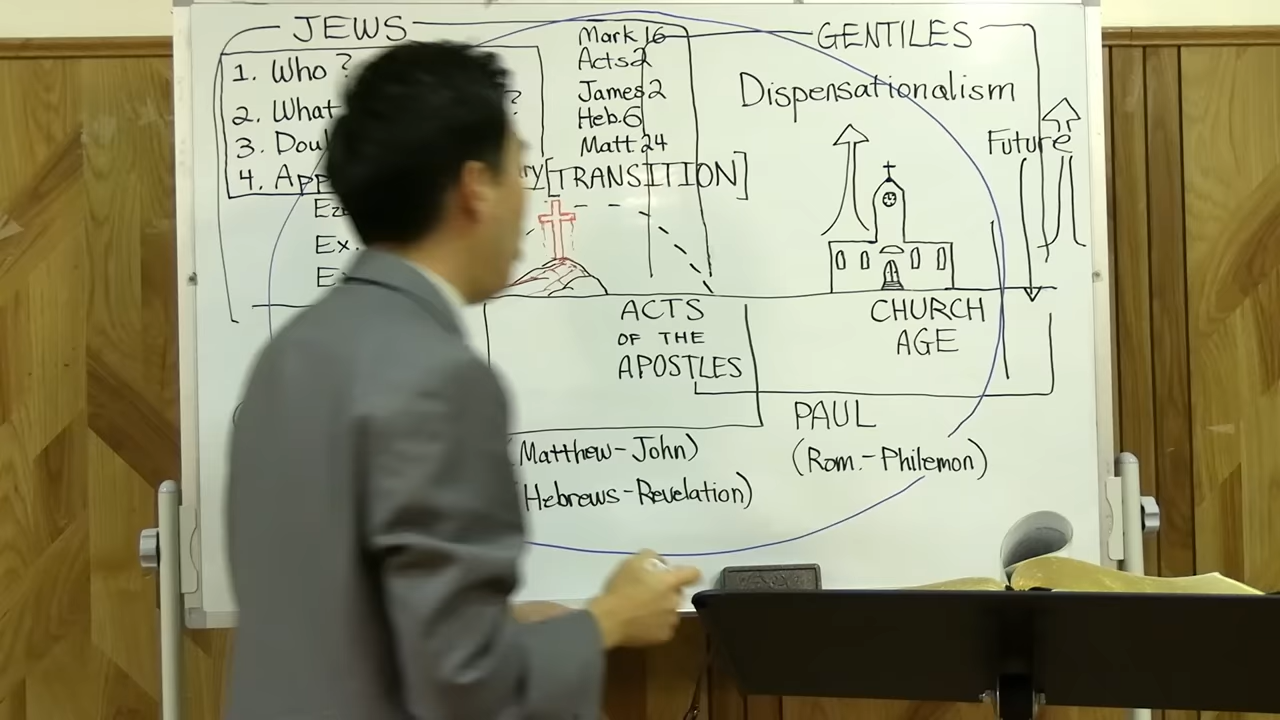 JEWS
1. Who ?
2. What ?
3. Dou
4. App
Ex.
Mark 16
Acts 2
James 2
Heb. 6
Matt. 24
ry [TRANSITION]
GENTILES
Dispensationalism
Future
ACTS
OF THE
APOSTLES
CHURCH
AGE
PAUL
(Rom.-Philemon)
(Matthew-John)
(Hebrews-Revelation)